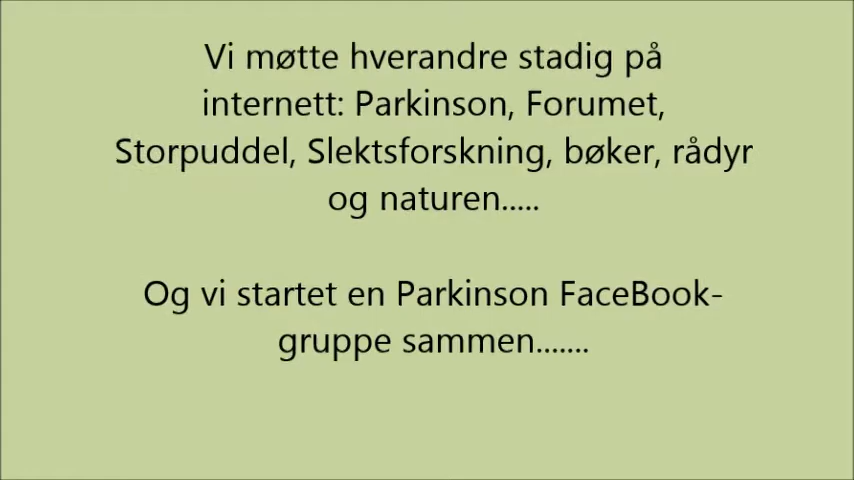 Vi møtte hverandre stadig på
internett: Parkinson, Forumet,
Storpuddel, Slektsforskning, bøker, rådyr
og naturen.....
Og vi startet en Parkinson FaceBook-
gruppe sammen.......